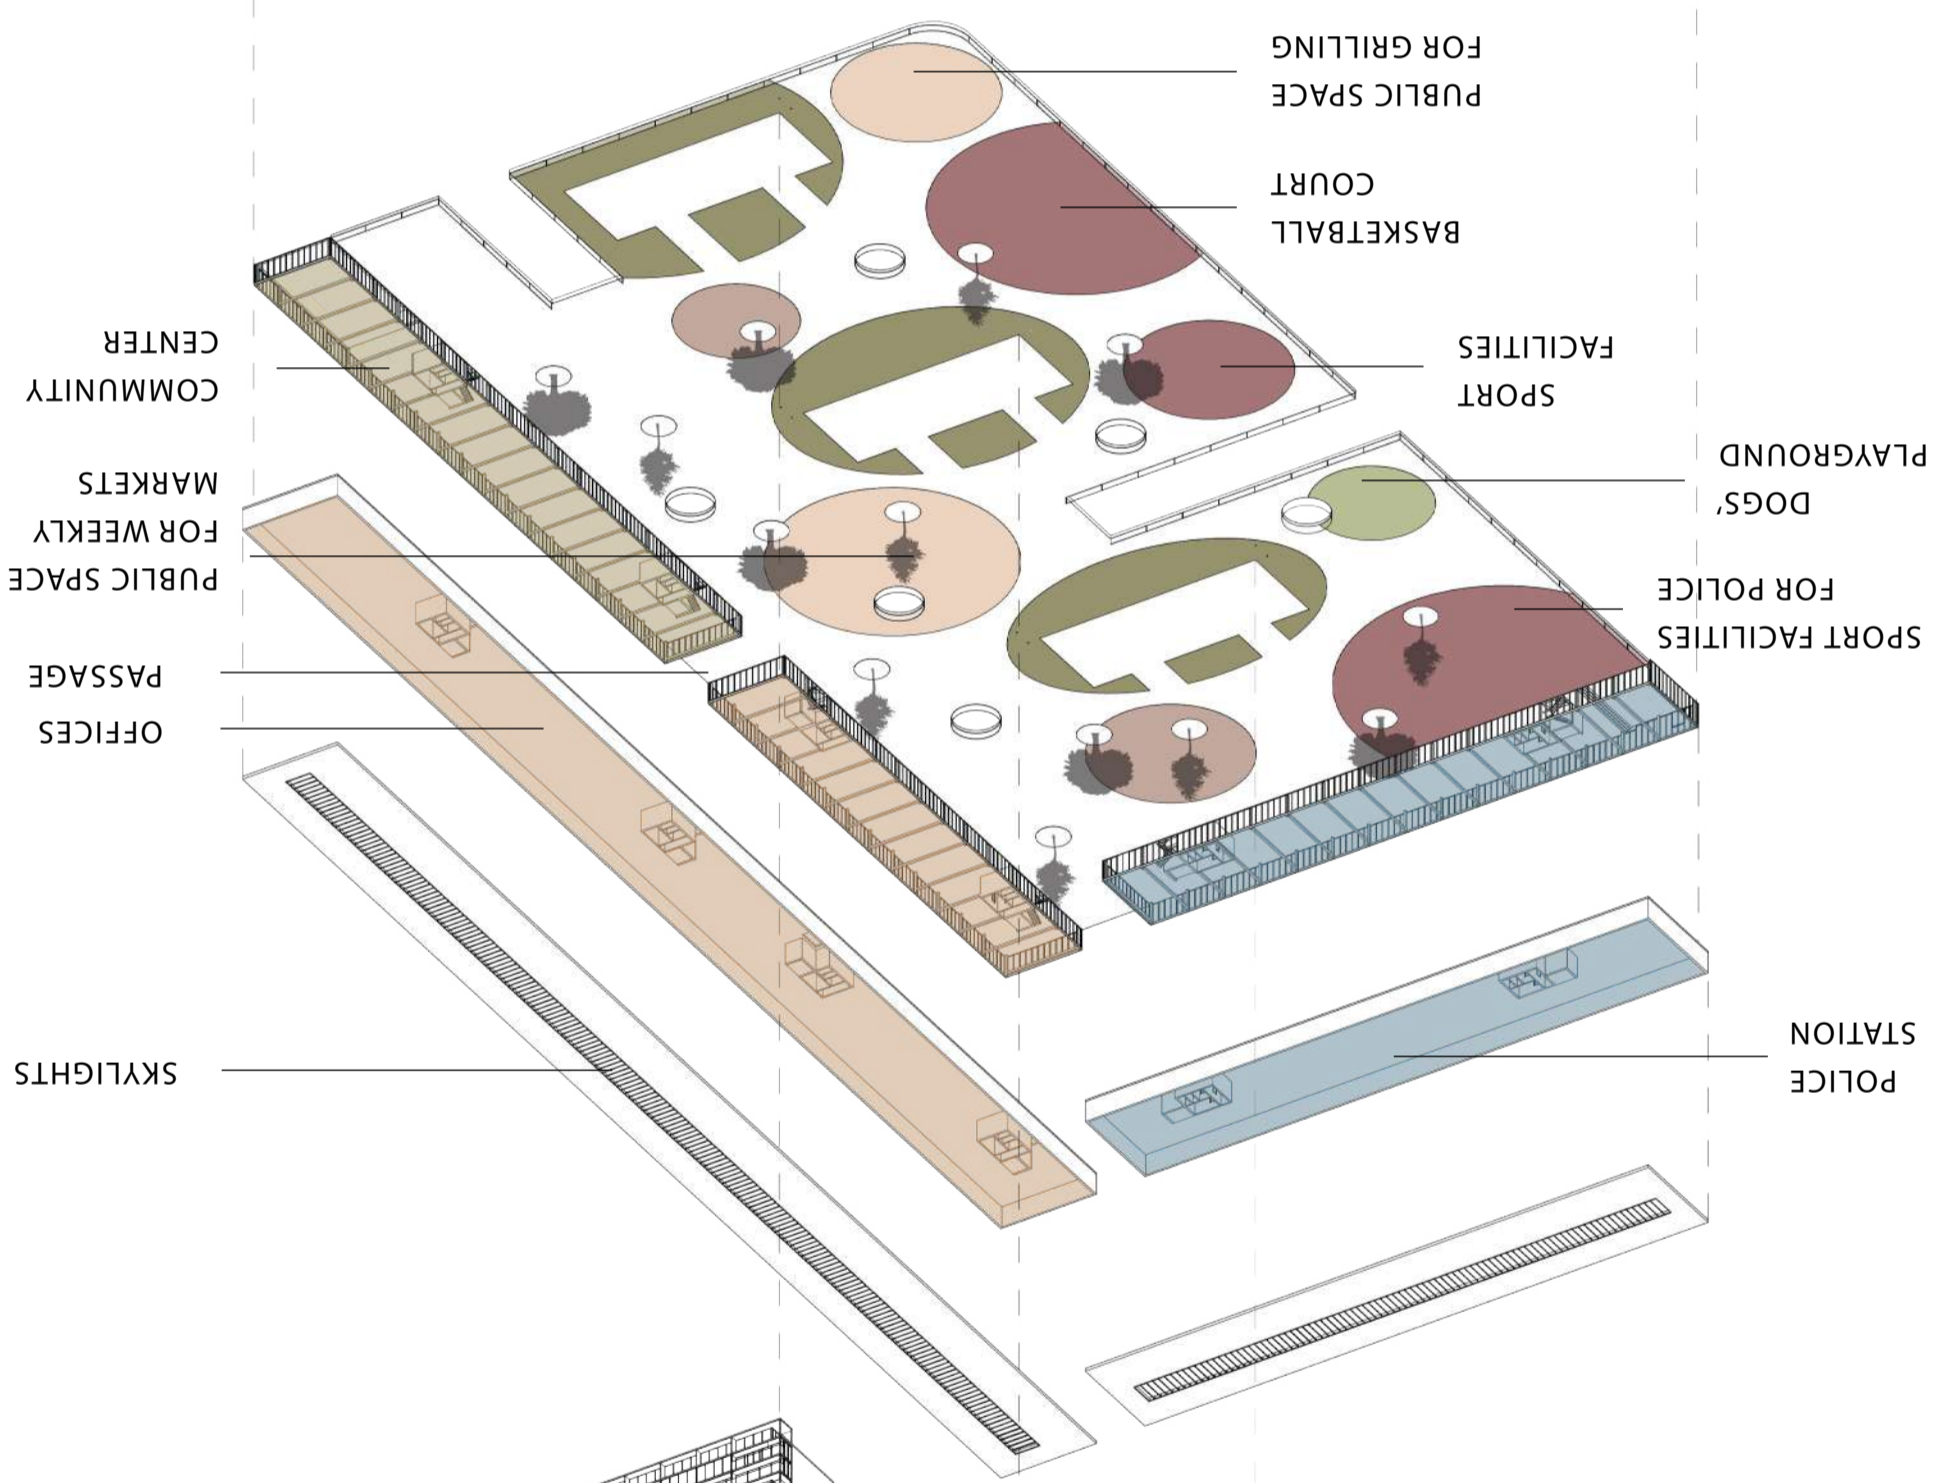 POLICE
STATION
SKYLIGHTS
OFFICES
PASSAGE
SPORT FACILITIES
FOR POLICE
PUBLIC SPACE
FOR WEEKLY
MARKETS
DOGS'
PLAYGROUND
COMMUNITY
CENTER
SPORT
FACILITIES
BASKETBALL
COURT
PUBLIC SPACE
FOR GRILLING